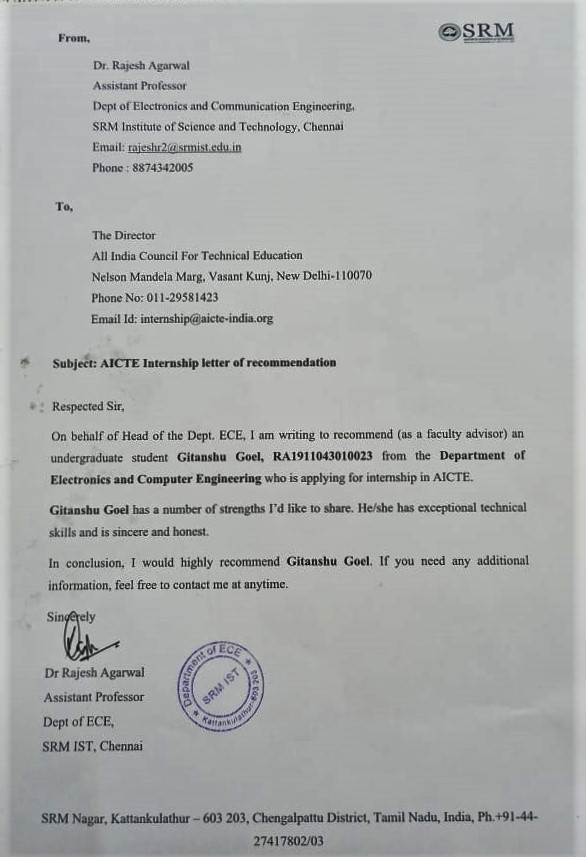 SRM
From,
Dr. Rajesh Agarwal
Assistant Professor
Dept of Electronics and Communication Engineering,
SRM Institute of Science and Technology, Chennai
Email: rajeshr2@srmist.edu.in
Phone : 8874342005
To,
The Director
All India Council For Technical Education
Nelson Mandela Marg, Vasant Kunj, New Delhi-110070
Phone No: 011-29581423
Email Id: internship@aicte-india.org
Subject: AICTE Internship letter of recommendation
Respected Sir,
On behalf of Head of the Dept. ECE, I am writing to recommend (as a faculty advisor) an
undergraduate student Gitanshu Goel, RA1911043010023 from the Department of
Electronics and Computer Engineering who is applying for internship in AICTE.
Gitanshu Goel has a number of strengths I'd like to share. He/she has exceptional technical
skills and is sincere and honest.
In conclusion, I would highly recommend Gitanshu Goel. If you need any additional
information, feel free to contact me at anytime.
Sincerely
Dr Rajesh Agarwal
Assistant Professor
Dept of ECE,
SRM IST, Chennai
Department of ECE
SRM IST
Kattankulathur-603 203
SRM Nagar, Kattankulathur – 603 203, Chengalpattu District, Tamil Nadu, India, Ph.+91-44-
27417802/03